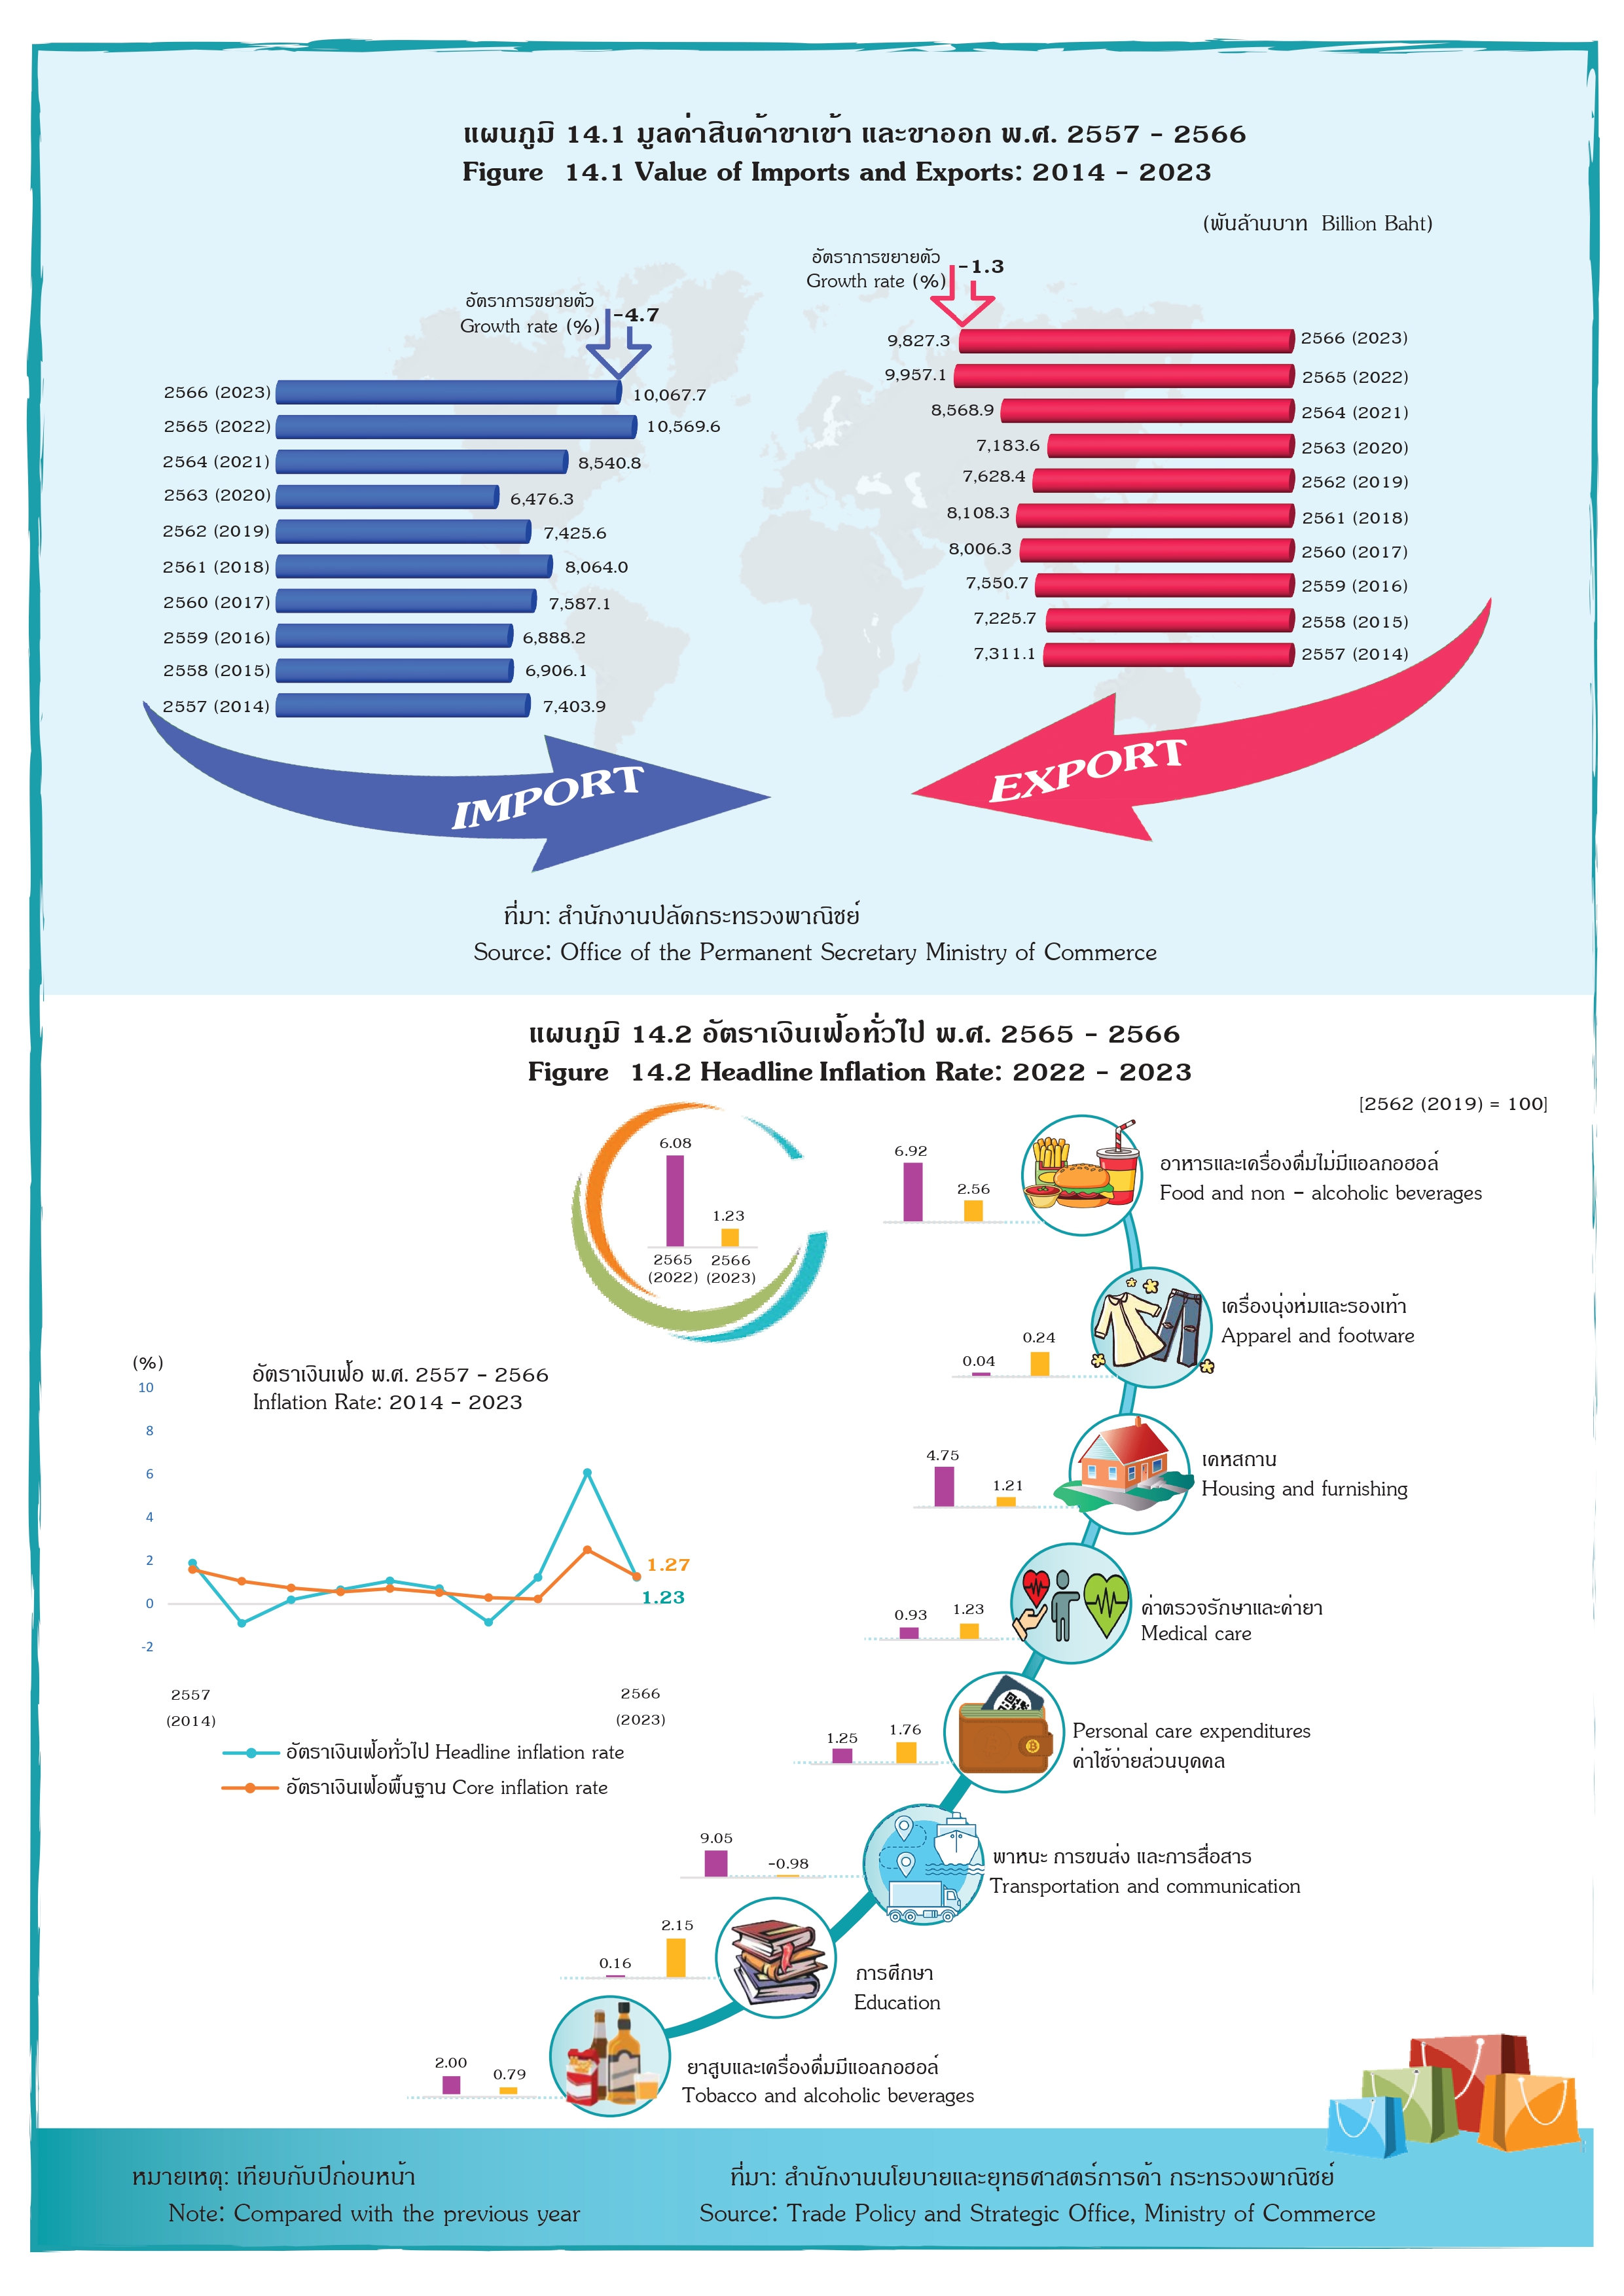 แผนภูมิ 14.1 มูลค่าสินค้าขาเข้า และขาออก พ.ศ. 2557 - 2566
Figure 14.1 Value of Imports and Exports: 2014 - 2023
(พันล้านบาท Billion Baht)
อัตราการขยายตัว
Growth rate (%)
-4.7
2566 (2023) 10,067.7
2565 (2022) 10,569.6
2564 (2021) 8,540.8
2563 (2020) 6,476.3
2562 (2019) 7,425.6
2561 (2018) 8,064.0
2560 (2017) 7,587.1
2559 (2016) 6,888.2
2558 (2015) 6,906.1
2557 (2014) 7,403.9
IMPORT
อัตราการขยายตัว
Growth rate (%)
-1.3
9,827.3 2566 (2023)
9,957.1 2565 (2022)
8,568.9 2564 (2021)
7,183.6 2563 (2020)
7,628.4 2562 (2019)
8,108.3 2561 (2018)
8,006.3 2560 (2017)
7,550.7 2559 (2016)
7,225.7 2558 (2015)
7,311.1 2557 (2014)
EXPORT
ที่มา: สำนักงานปลัดกระทรวงพาณิชย์
Source: Office of the Permanent Secretary Ministry of Commerce
แผนภูมิ 14.2 อัตราเงินเฟ้อทั่วไป พ.ศ. 2565 - 2566
Figure 14.2 Headline Inflation Rate: 2022 - 2023
[2562 (2019) = 100]
6.08
1.23
2565 2566
(2022) (2023)
6.92
2.56
อาหารและเครื่องดื่มไม่มีแอลกอฮอล์
Food and non - alcoholic beverages
0.04
0.24
เครื่องนุ่งห่มและรองเท้า
Apparel and footware
4.75
1.21
เคหสถาน
Housing and furnishing
0.93
1.23
ค่าตรวจรักษาและค่ายา
Medical care
1.25
1.76
Personal care expenditures
ค่าใช้จ่ายส่วนบุคคล
9.05
-0.98
พาหนะ การขนส่ง และการสื่อสาร
Transportation and communication
0.16
2.15
การศึกษา
Education
2.00
0.79
ยาสูบและเครื่องดื่มมีแอลกอฮอล์
Tobacco and alcoholic beverages
(%)
อัตราเงินเฟ้อ พ.ศ. 2557 - 2566
Inflation Rate: 2014 - 2023
10
8
6
4
2
0
-2
1.27
1.23
2557 2566
(2014) (2023)
อัตราเงินเฟ้อทั่วไป Headline inflation rate
อัตราเงินเฟ้อพื้นฐาน Core inflation rate
หมายเหตุ: เทียบกับปีก่อนหน้า
Note: Compared with the previous year
ที่มา: สำนักงานนโยบายและยุทธศาสตร์การค้า กระทรวงพาณิชย์
Source: Trade Policy and Strategic Office, Ministry of Commerce